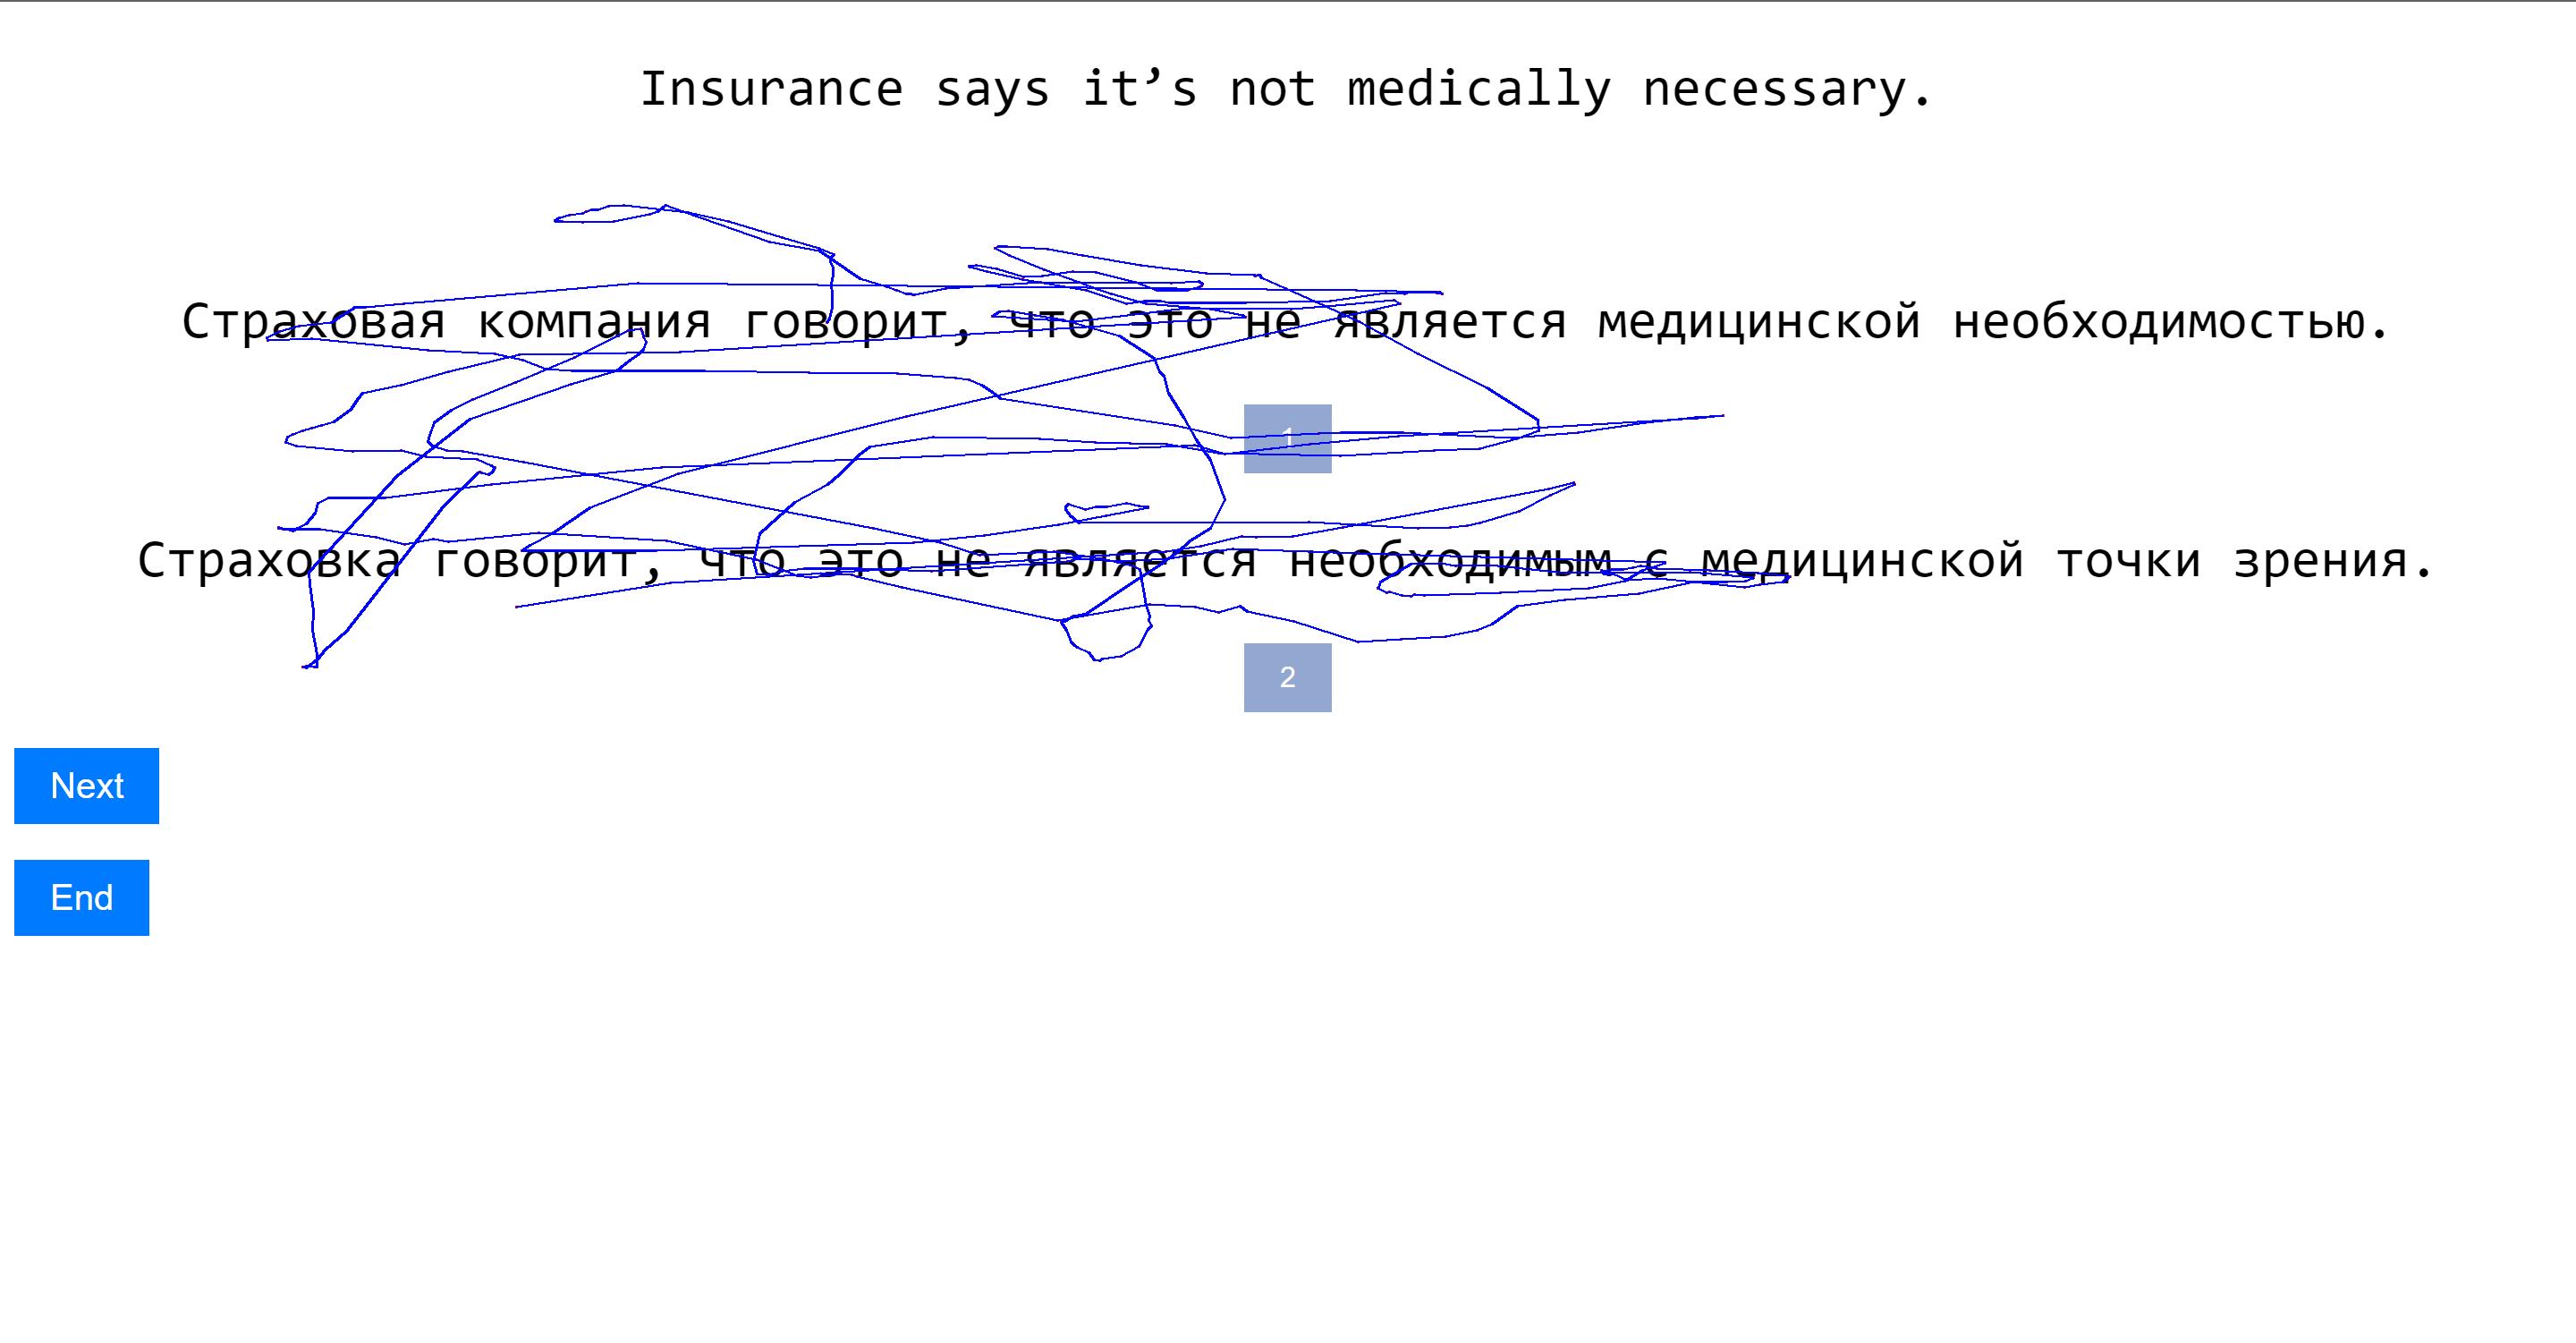 Insurance says it’s not medically necessary.
Страховая компания говорит, что это не является медицинской необходимостью.
1
Страховка говорит, что это не является необходимым с медицинской точки зрения.
2
Next
End